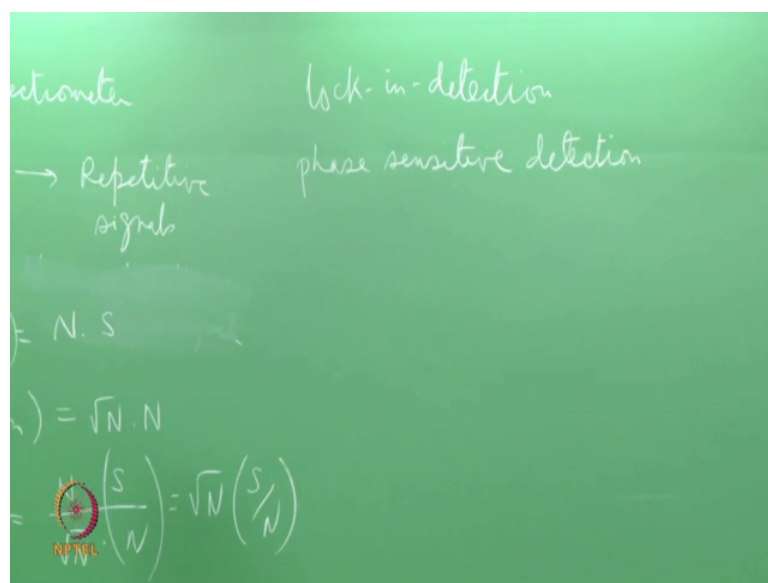 ectrometer
lock-in-detection
→ Repetitive
signals
phase sensitive detection
)= N. S
) = √N . N
= N/√N . (S/N) = √N (S/N)
NPTEL